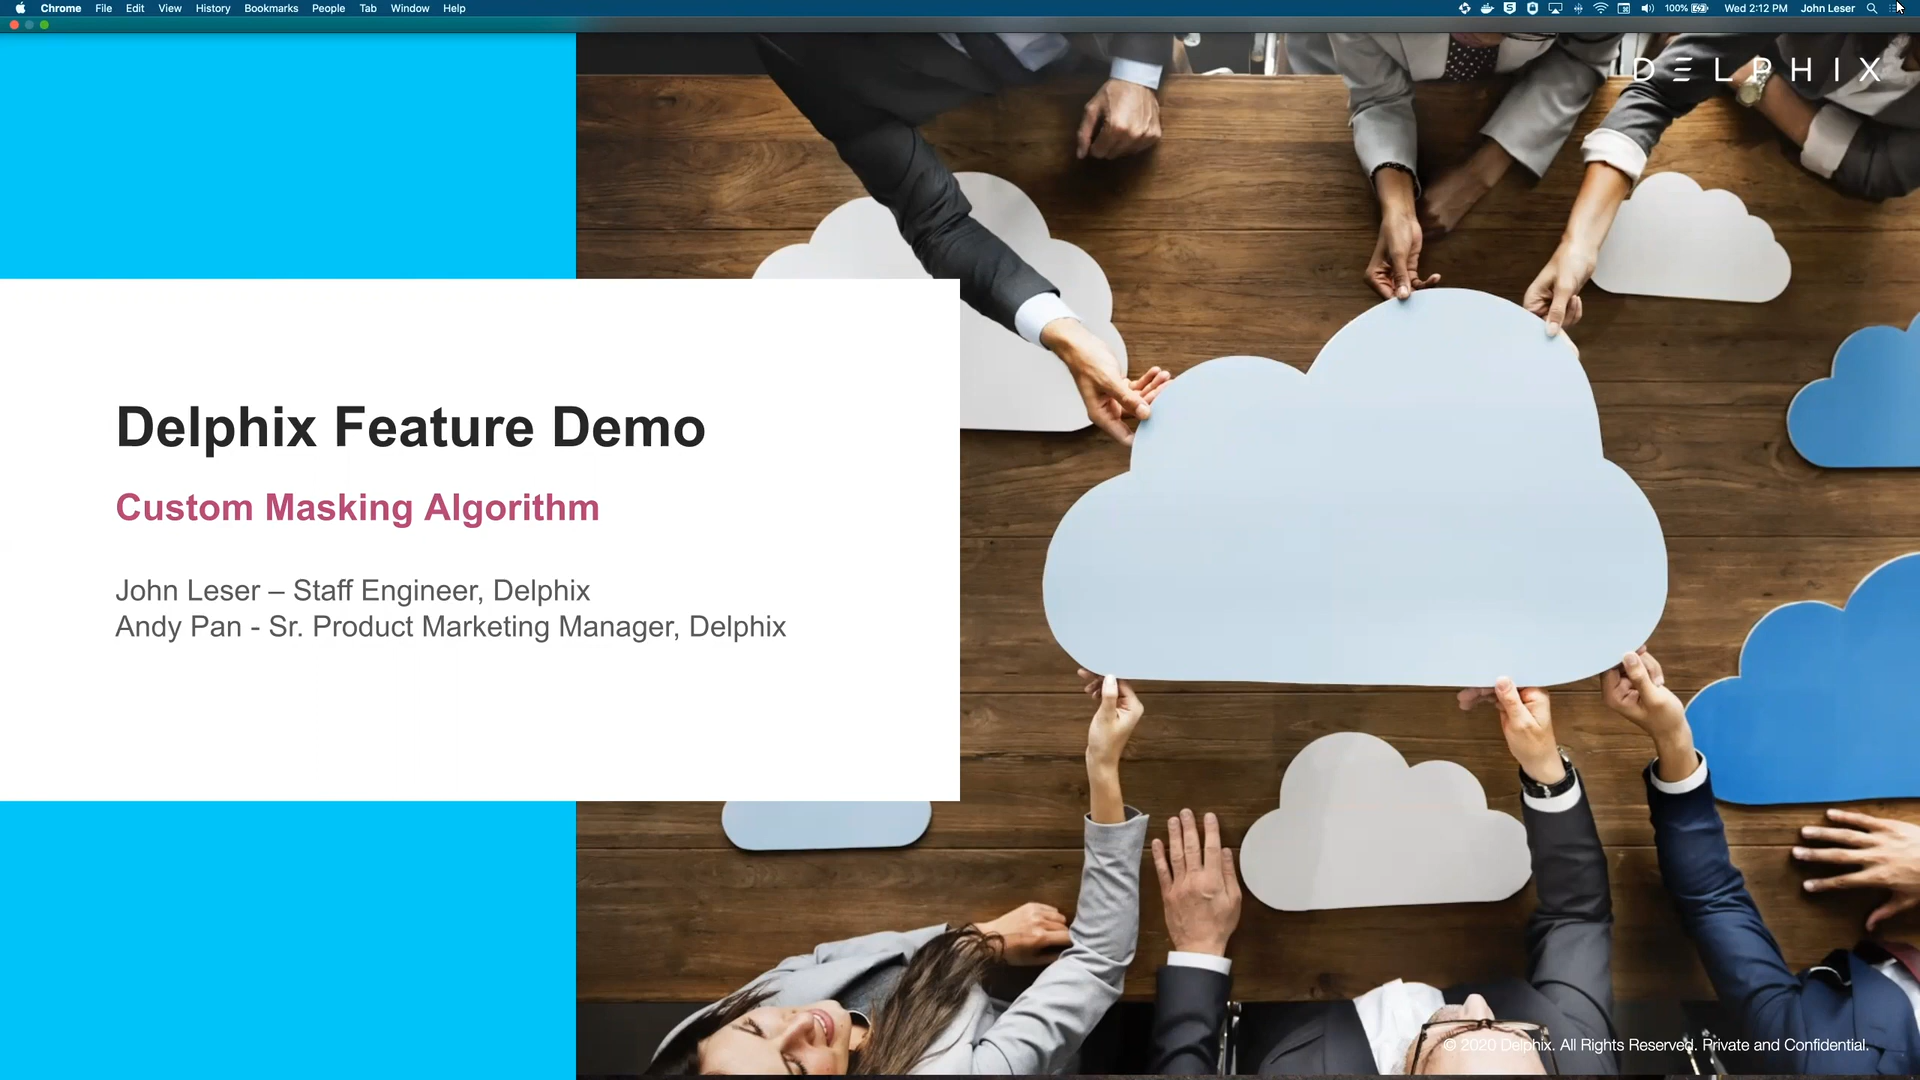 Chrome File Edit View History Bookmarks People Tab Window Help
100% Wed 2:12 PM John Leser
DELPHIX
Delphix Feature Demo
Custom Masking Algorithm
John Leser – Staff Engineer, Delphix
Andy Pan - Sr. Product Marketing Manager, Delphix
© 2020 Delphix. All Rights Reserved. Private and Confidential.